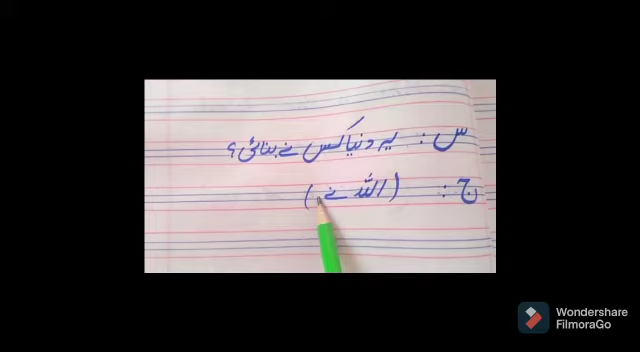 س : یہ دنیا کس نے بنائی؟
ج : (اللہ نے)
Wondershare
FilmoraGo